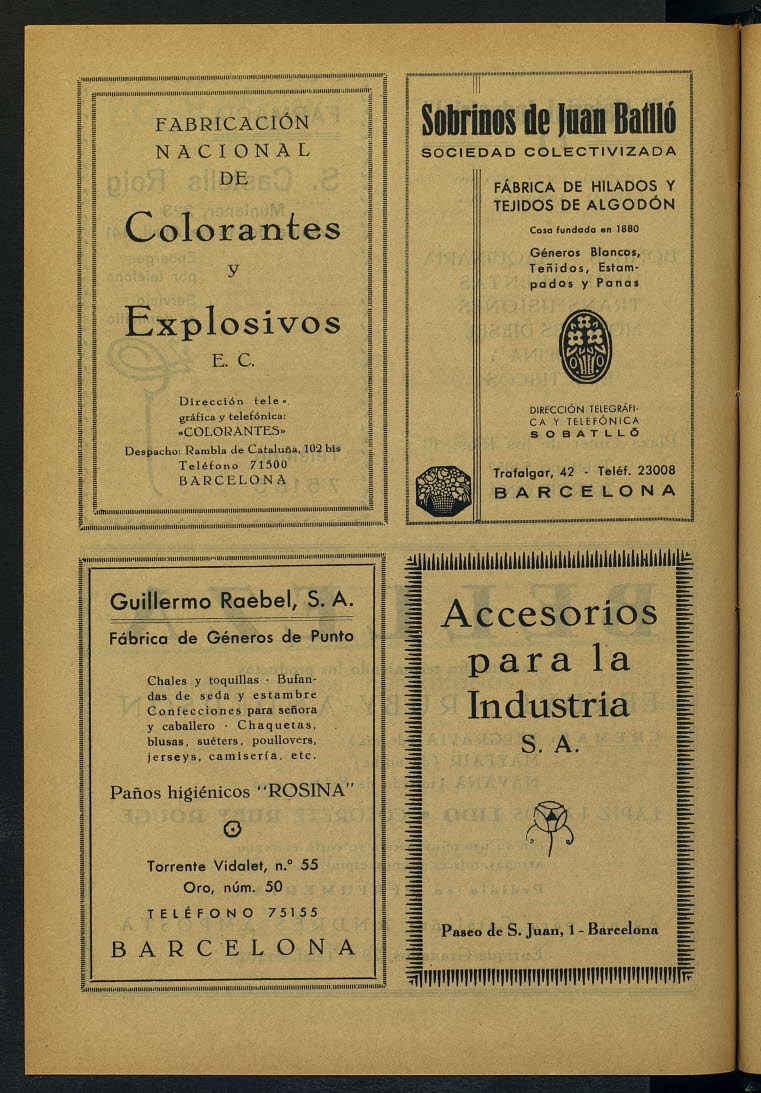 FABRICACIÓN
NACIONAL
DE
Colorantes
y
Explosivos
E. C.
Dirección tele-
gráfica y telefónica:
«COLORANTES»
Despacho: Rambla de Cataluña, 102 bis
Teléfono 71500
BARCELONA
Sobrinos de Juan Batlló
SOCIEDAD COLECTIVIZADA
FÁBRICA DE HILADOS Y
TEJIDOS DE ALGODÓN
Casa fundada en 1880
Géneros Blancos,
Teñidos, Estam-
pados y Panas
DIRECCIÓN TELEGRÁFI-
CA Y TELEFÓNICA
SOBATLLÓ
Trafalgar, 42 - Teléf. 23008
BARCELONA
Guillermo Raebel, S. A.
Fábrica de Géneros de Punto
Chales y toquillas · Bufan-
das de seda y estambre
Confecciones para señora
y caballero · Chaquetas,
blusas, suéters, poullovers,
jerseys, camisería, etc.
Paños higiénicos "ROSINA"
Torrente Vidalet, n.º 55
Oro, núm. 50
TELÉFONO 75155
BARCELONA
Accesorios
para la
Industria
S. A.
Paseo de S. Juan, 1 - Barcelona